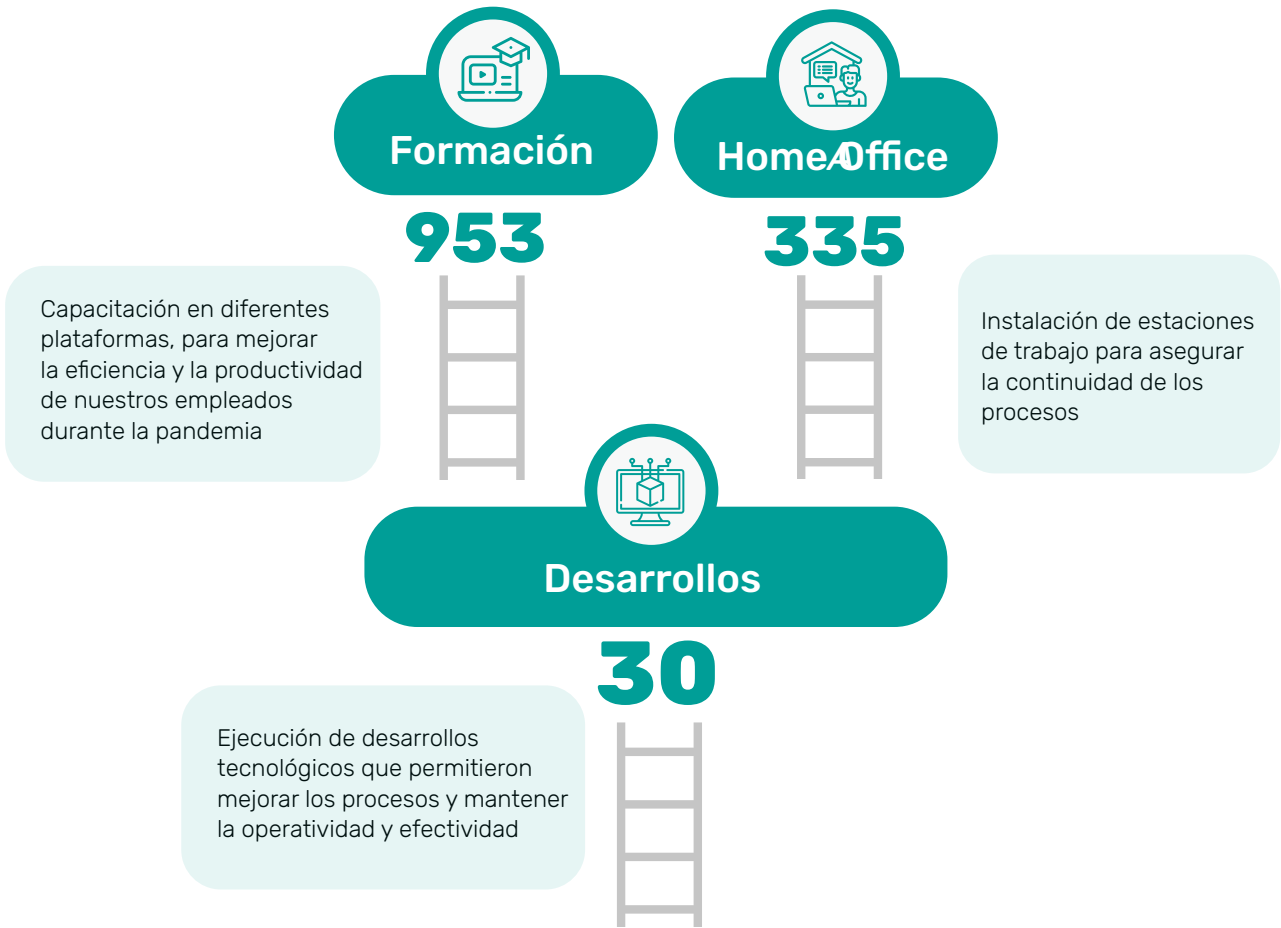 Formación
Home Office
953
335
Capacitación en diferentes
plataformas, para mejorar
la eficiencia y la productividad
de nuestros empleados
durante la pandemia
Instalación de estaciones
de trabajo para asegurar
la continuidad de los
procesos
Desarrollos
30
Ejecución de desarrollos
tecnológicos que permitieron
mejorar los procesos y mantener
la operatividad y efectividad